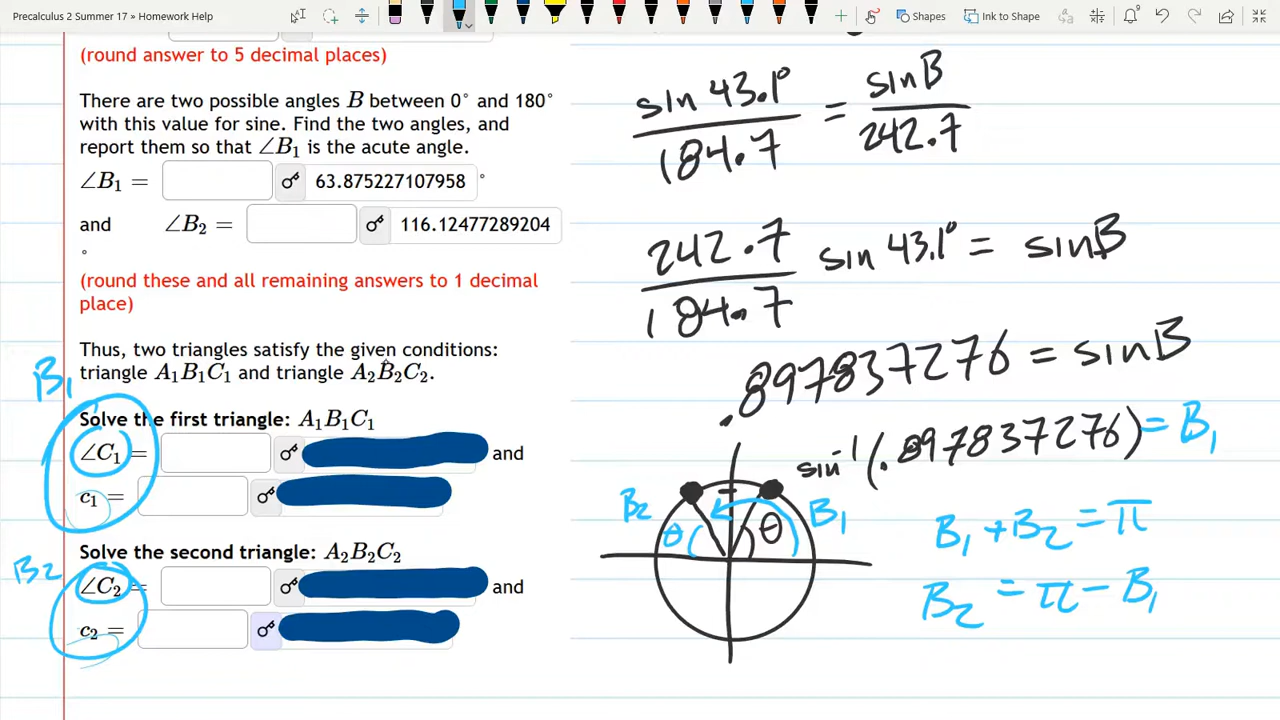 Precalculus 2 Summer 17 » Homework Help
Shapes
Ink to Shape
(round answer to 5 decimal places)
There are two possible angles B between 0° and 180°
with this value for sine. Find the two angles, and
report them so that ∠B₁ is the acute angle.
∠B₁ = 63.875227107958 °
and ∠B₂ = 116.12477289204
°
(round these and all remaining answers to 1 decimal
place)
Thus, two triangles satisfy the given conditions:
triangle A₁B₁C₁ and triangle A₂B₂C₂.
B₁
Solve the first triangle: A₁B₁C₁
∠C₁ = and
c₁ =
Solve the second triangle: A₂B₂C₂
B₂
∠C₂ = and
c₂ =
sin 43.1° / 184.7 = sinB / 242.7
242.7 / 184.7 sin 43.1° = sinB
.897837276 = sinB
sin⁻¹(.897837276) = B₁
B₂ B₁
θ θ
B₁ + B₂ = π
B₂ = π − B₁